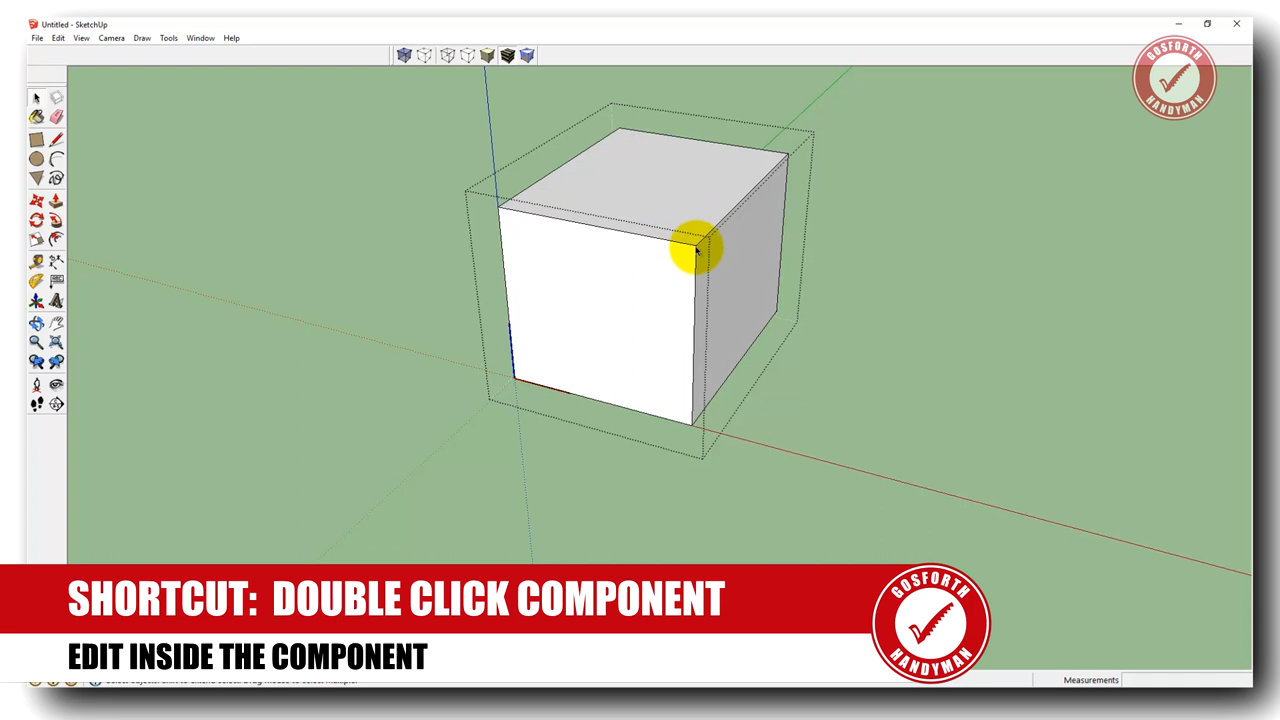 Untitled - SketchUp
File Edit View Camera Draw Tools Window Help
GOSFORTH
HANDYMAN
SHORTCUT: DOUBLE CLICK COMPONENT
EDIT INSIDE THE COMPONENT
GOSFORTH
HANDYMAN
Measurements